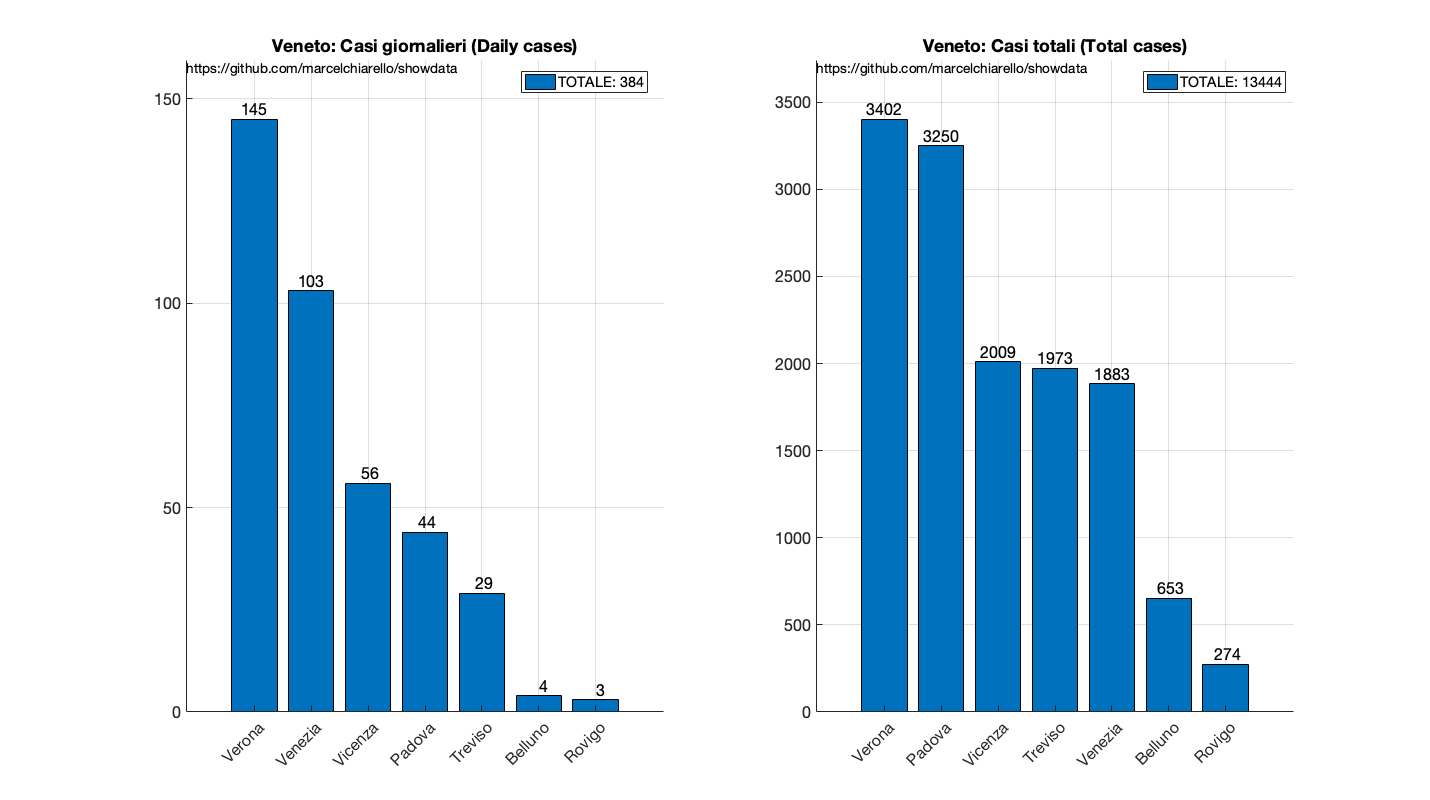 Veneto: Casi giornalieri (Daily cases)
https://github.com/marcelchiarello/showdata
TOTALE: 384
150
100
50
0
145
103
56
44
29
4
3
Verona
Venezia
Vicenza
Padova
Treviso
Belluno
Rovigo
Veneto: Casi totali (Total cases)
https://github.com/marcelchiarello/showdata
TOTALE: 13444
3500
3000
2500
2000
1500
1000
500
0
3402
3250
2009
1973
1883
653
274
Verona
Padova
Vicenza
Treviso
Venezia
Belluno
Rovigo